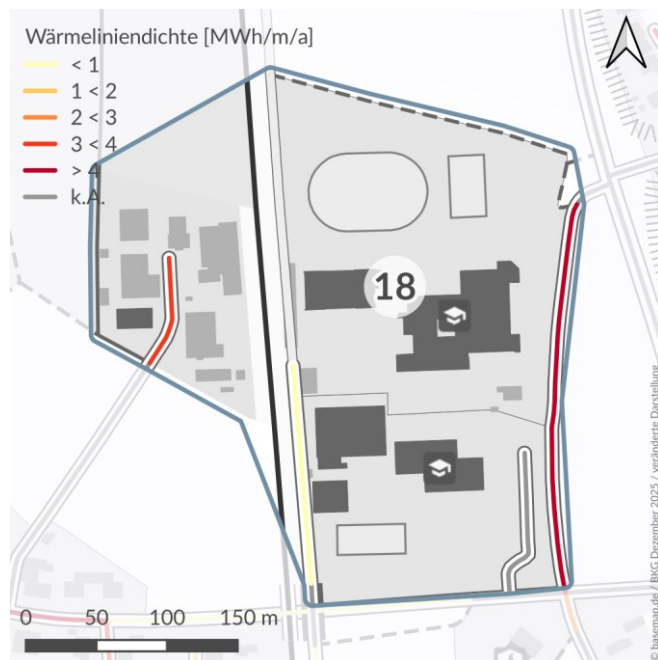 Wärmeliniendichte [MWh/m/a]
< 1
1 < 2
2 < 3
3 < 4
> 4
k.A.
18
0 50 100 150 m
© basemap.de / BKG Dezember 2025 / veränderte Darstellung